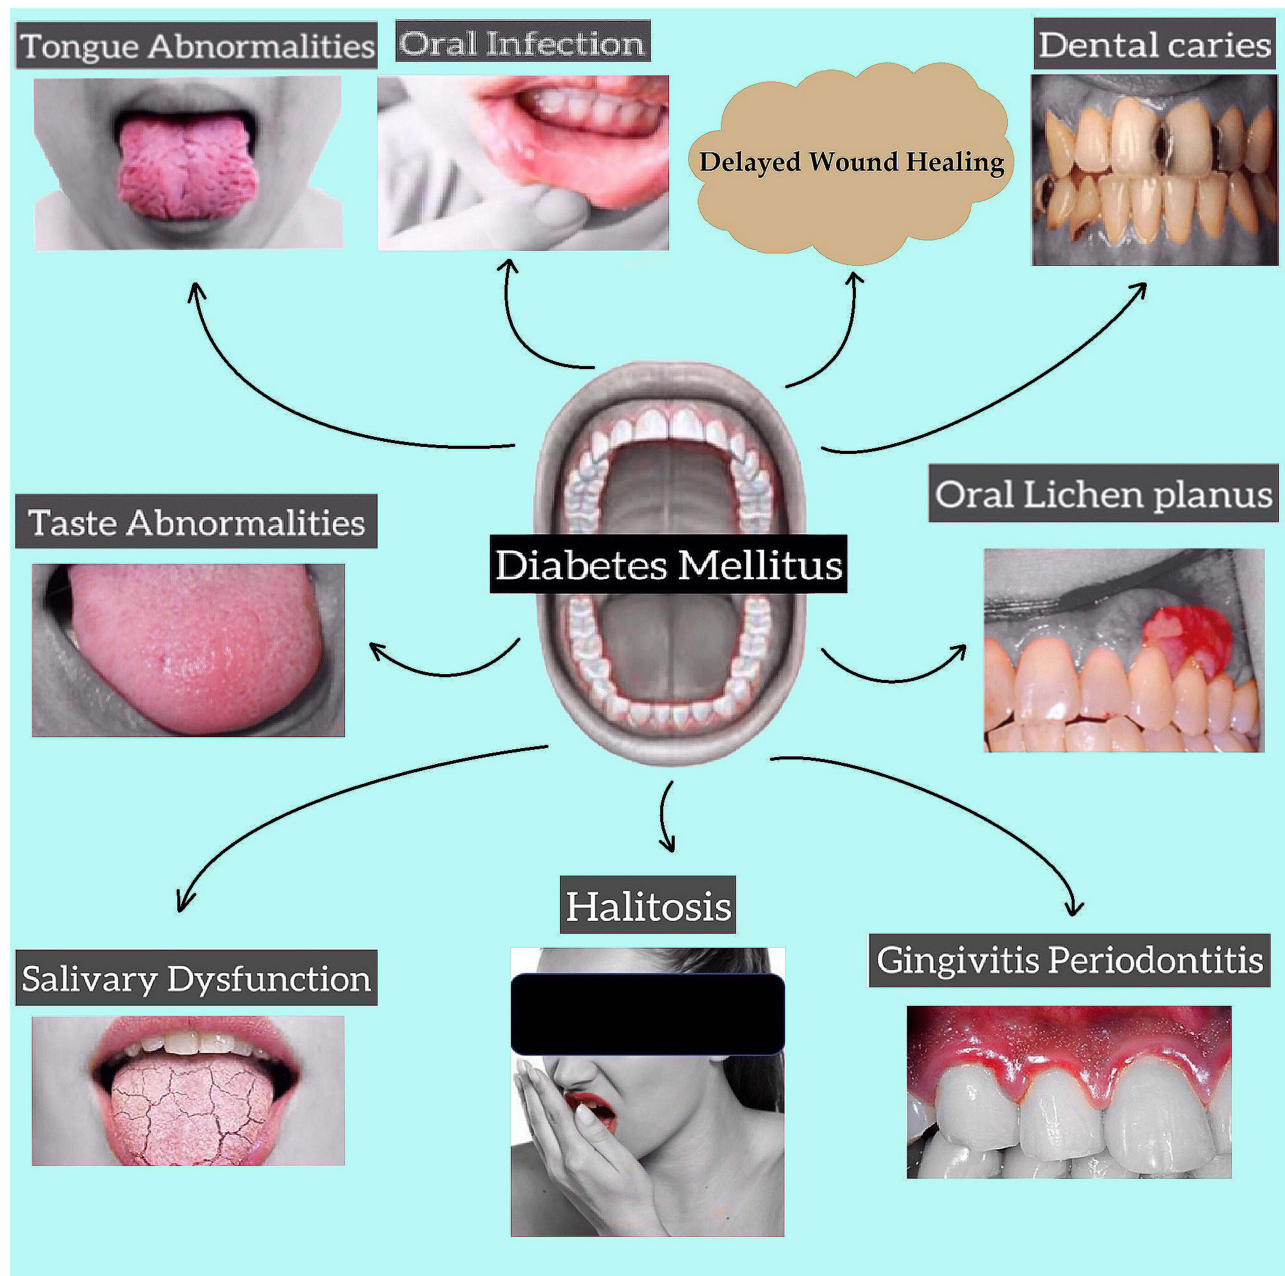 Tongue Abnormalities
Oral Infection
Delayed Wound Healing
Dental caries
Taste Abnormalities
Diabetes Mellitus
Oral Lichen planus
Salivary Dysfunction
Halitosis
Gingivitis Periodontitis